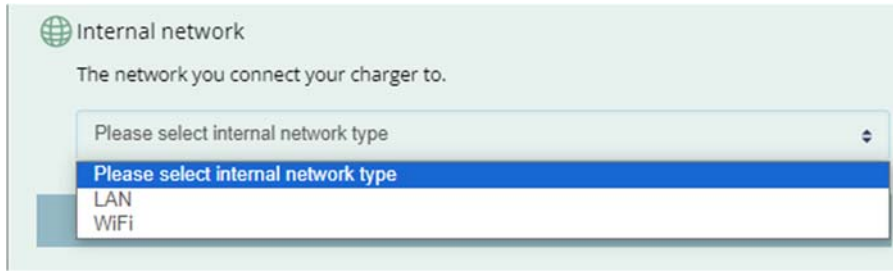 Internal network
The network you connect your charger to.
Please select internal network type
Please select internal network type
LAN
WiFi